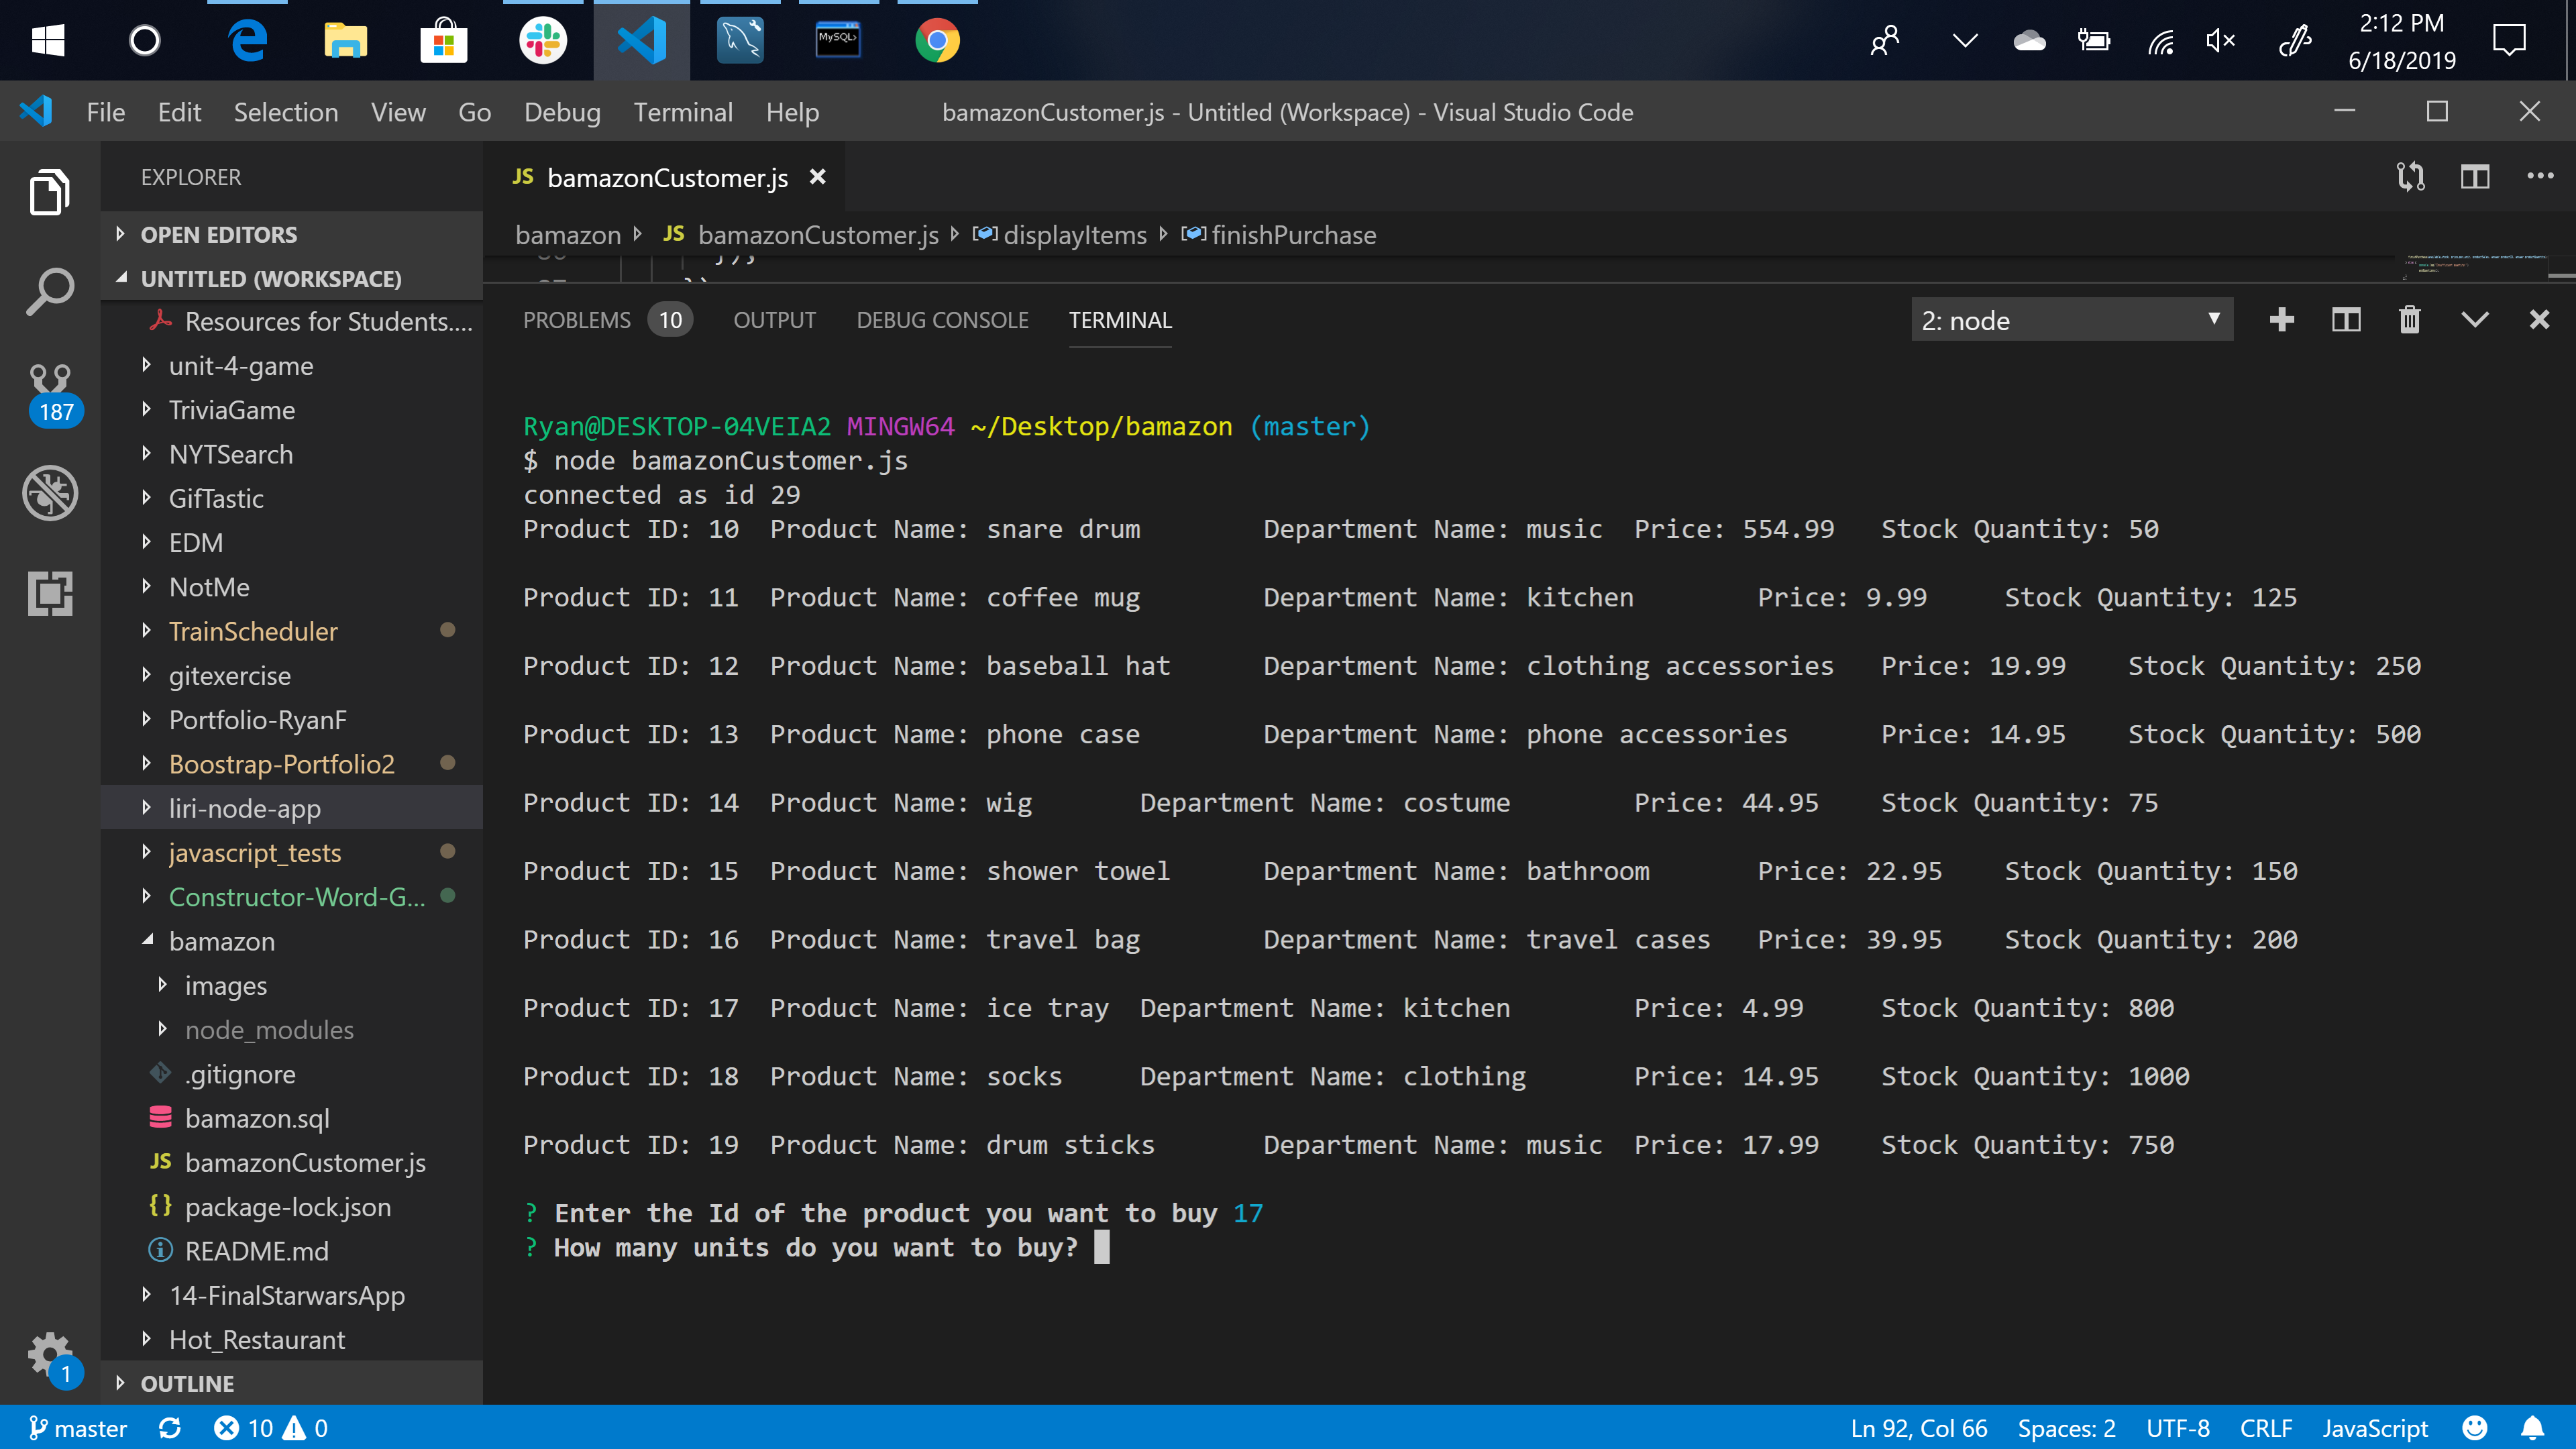 MySQL>
2:12 PM
6/18/2019
File Edit Selection View Go Debug Terminal Help
bamazonCustomer.js - Untitled (Workspace) - Visual Studio Code
EXPLORER
OPEN EDITORS
UNTITLED (WORKSPACE)
Resources for Students....
unit-4-game
TriviaGame
NYTSearch
GifTastic
EDM
NotMe
TrainScheduler
gitexercise
Portfolio-RyanF
Boostrap-Portfolio2
liri-node-app
javascript_tests
Constructor-Word-G...
bamazon
images
node_modules
.gitignore
bamazon.sql
JS bamazonCustomer.js
{} package-lock.json
README.md
14-FinalStarwarsApp
Hot_Restaurant
OUTLINE
187
1
JS bamazonCustomer.js
bamazon JS bamazonCustomer.js displayItems finishPurchase
PROBLEMS 10 OUTPUT DEBUG CONSOLE TERMINAL
2: node
Ryan@DESKTOP-04VEIA2 MINGW64 ~/Desktop/bamazon (master)
$ node bamazonCustomer.js
connected as id 29
Product ID: 10 Product Name: snare drum Department Name: music Price: 554.99 Stock Quantity: 50
Product ID: 11 Product Name: coffee mug Department Name: kitchen Price: 9.99 Stock Quantity: 125
Product ID: 12 Product Name: baseball hat Department Name: clothing accessories Price: 19.99 Stock Quantity: 250
Product ID: 13 Product Name: phone case Department Name: phone accessories Price: 14.95 Stock Quantity: 500
Product ID: 14 Product Name: wig Department Name: costume Price: 44.95 Stock Quantity: 75
Product ID: 15 Product Name: shower towel Department Name: bathroom Price: 22.95 Stock Quantity: 150
Product ID: 16 Product Name: travel bag Department Name: travel cases Price: 39.95 Stock Quantity: 200
Product ID: 17 Product Name: ice tray Department Name: kitchen Price: 4.99 Stock Quantity: 800
Product ID: 18 Product Name: socks Department Name: clothing Price: 14.95 Stock Quantity: 1000
Product ID: 19 Product Name: drum sticks Department Name: music Price: 17.99 Stock Quantity: 750
? Enter the Id of the product you want to buy 17
? How many units do you want to buy?
master 10 0
Ln 92, Col 66 Spaces: 2 UTF-8 CRLF JavaScript